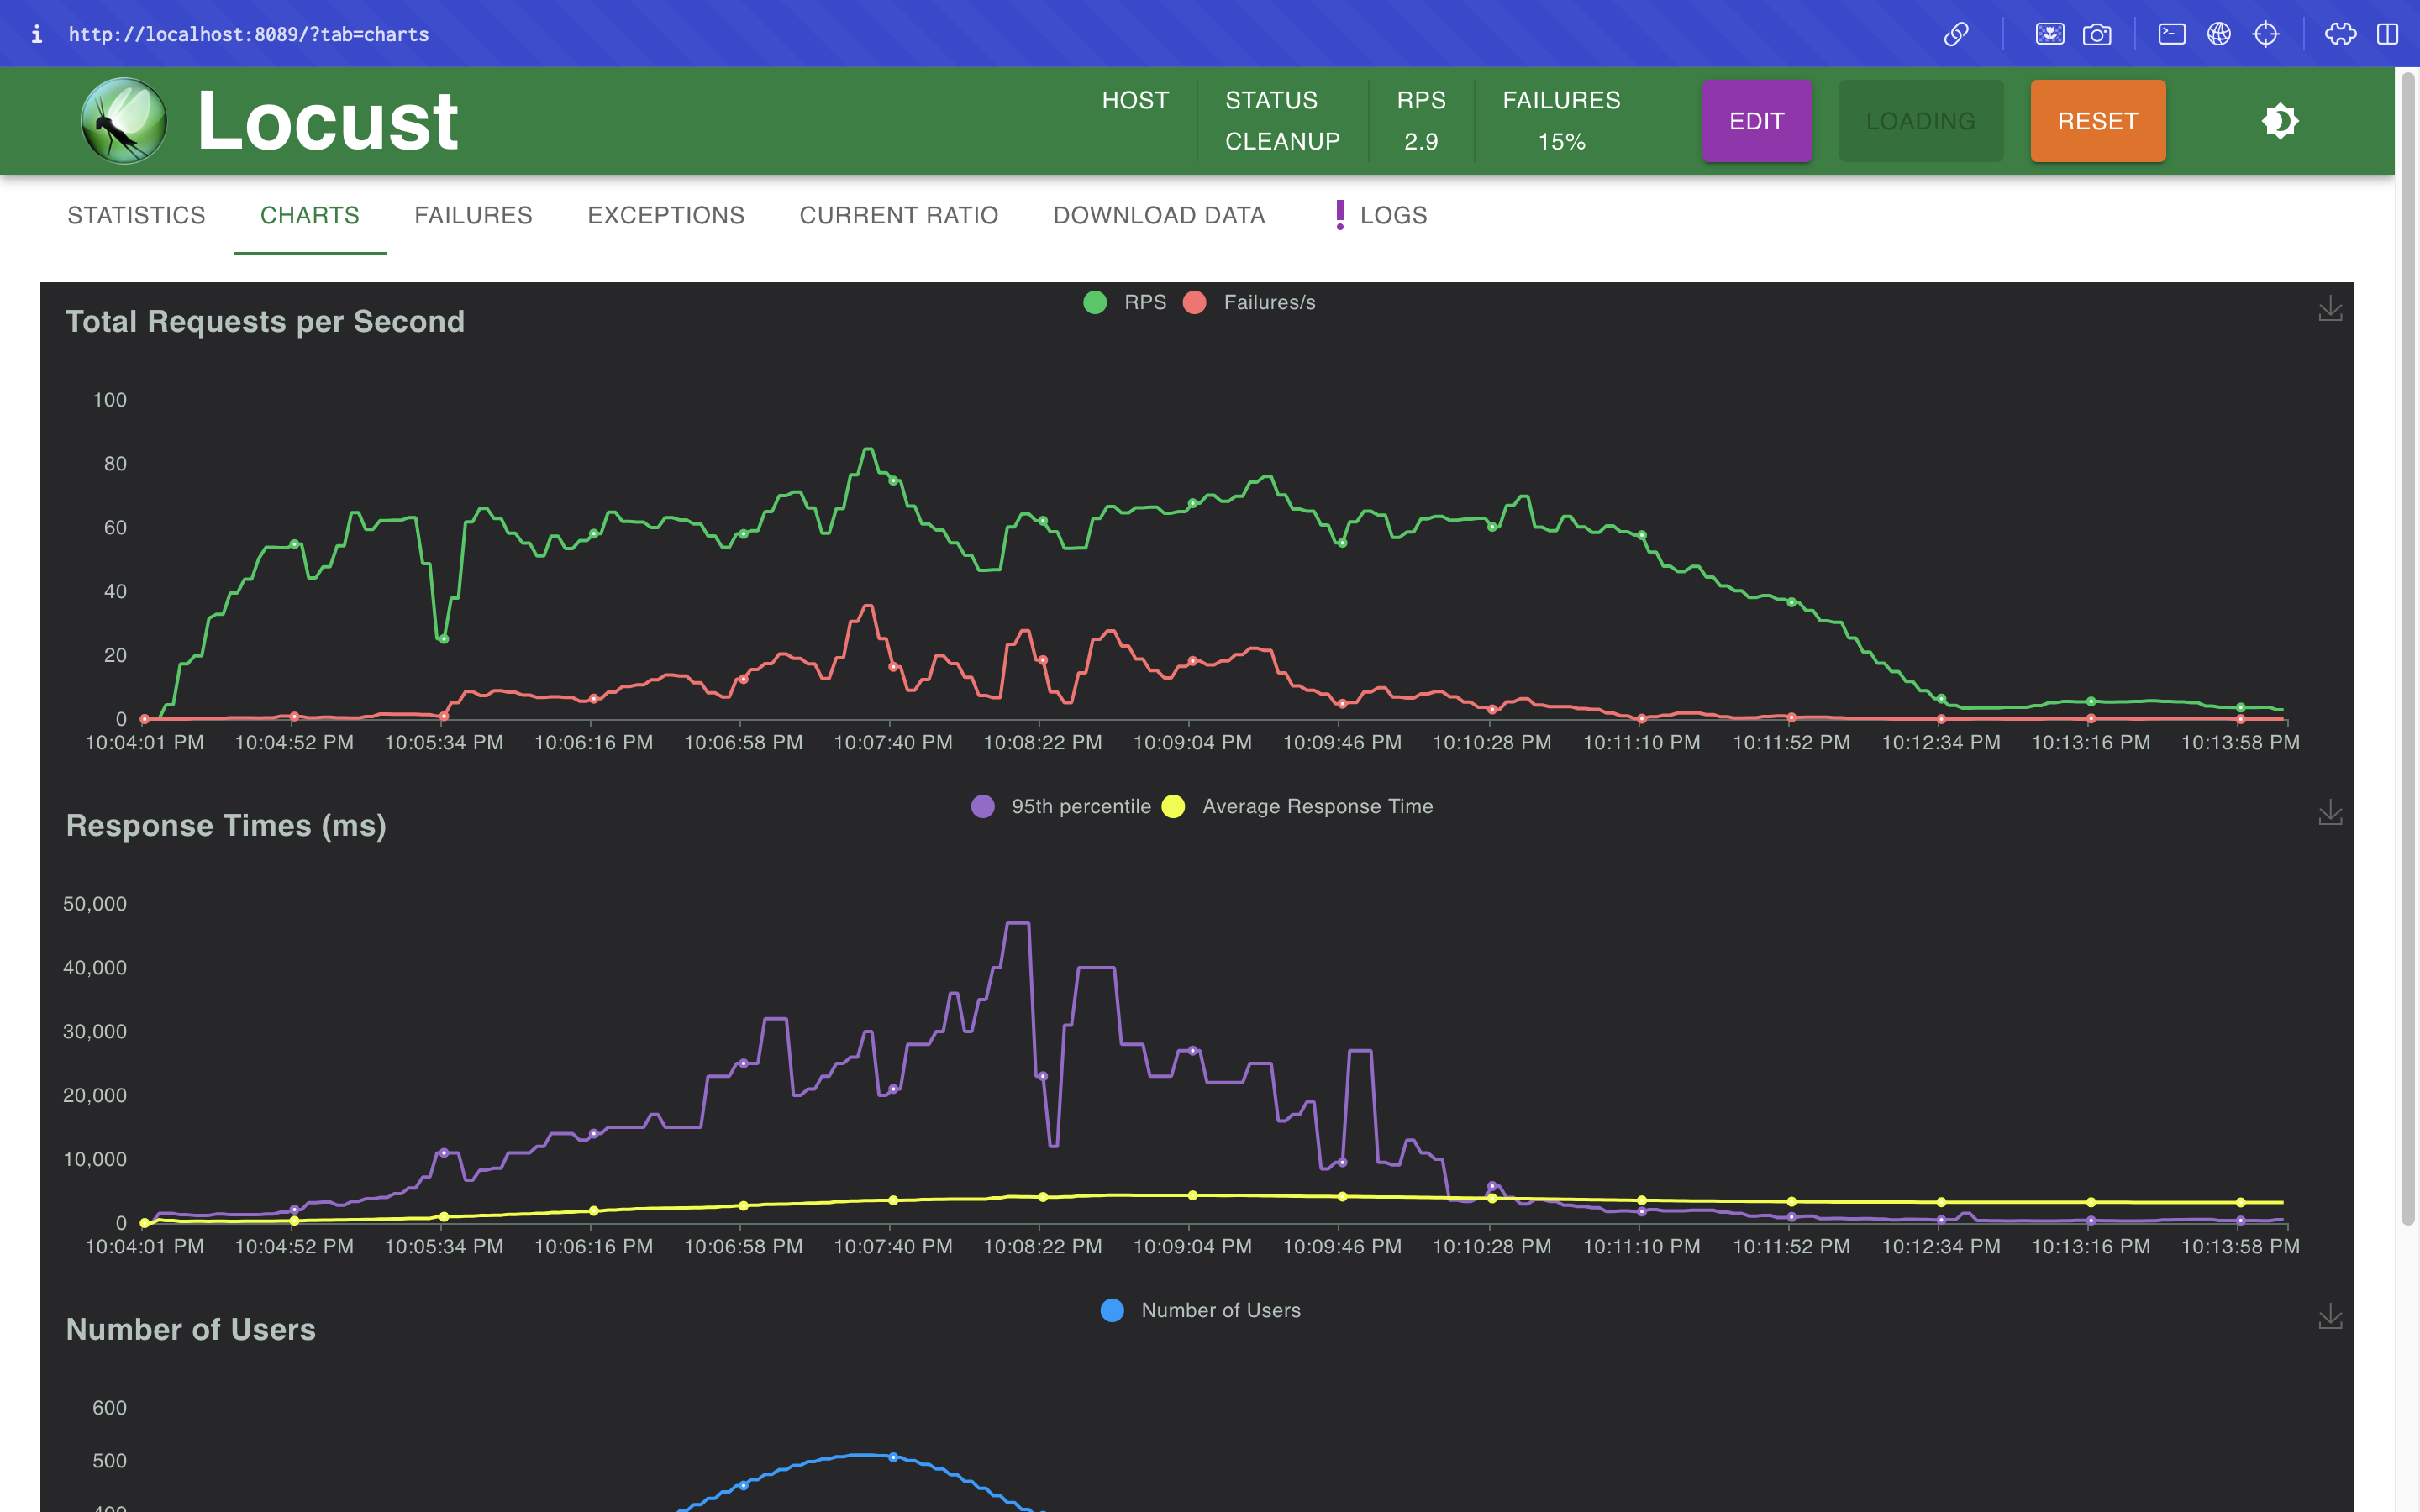 i http://localhost:8089/?tab=charts
Locust
HOST STATUS RPS FAILURES
CLEANUP 2.9 15%
EDIT LOADING RESET
STATISTICS CHARTS FAILURES EXCEPTIONS CURRENT RATIO DOWNLOAD DATA ! LOGS
RPS Failures/s
Total Requests per Second
100
80
60
40
20
0
10:04:01 PM 10:04:52 PM 10:05:34 PM 10:06:16 PM 10:06:58 PM 10:07:40 PM 10:08:22 PM 10:09:04 PM 10:09:46 PM 10:10:28 PM 10:11:10 PM 10:11:52 PM 10:12:34 PM 10:13:16 PM 10:13:58 PM
95th percentile Average Response Time
Response Times (ms)
50,000
40,000
30,000
20,000
10,000
0
10:04:01 PM 10:04:52 PM 10:05:34 PM 10:06:16 PM 10:06:58 PM 10:07:40 PM 10:08:22 PM 10:09:04 PM 10:09:46 PM 10:10:28 PM 10:11:10 PM 10:11:52 PM 10:12:34 PM 10:13:16 PM 10:13:58 PM
Number of Users
Number of Users
600
500
400